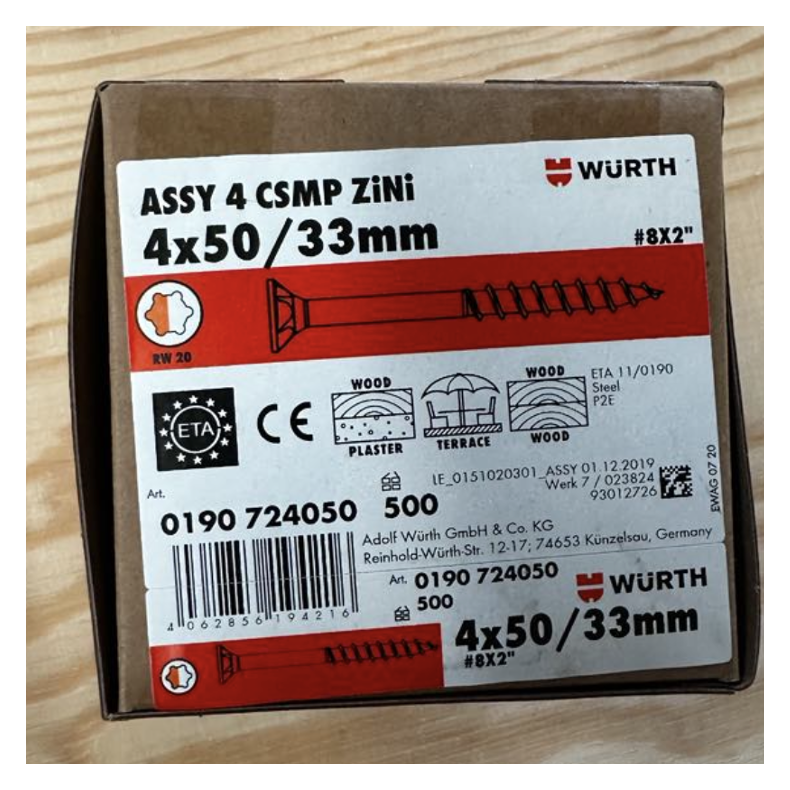 WÜRTH
ASSY 4 CSMP ZiNi
4x50/33mm
#8X2"
RW 20
WOOD
PLASTER
TERRACE
WOOD
WOOD
ETA 11/0190
Steel
P2E
ETA
CE
Art.
0190 724050
500
LE_0151020301_ASSY 01.12.2019
Werk 7 / 023824
93012726
EWAG 07 20
Adolf Würth GmbH & Co. KG
Reinhold-Würth-Str. 12-17; 74653 Künzelsau, Germany
4 062856 194216
Art. 0190 724050
500
WÜRTH
4x50/33mm
#8X2"